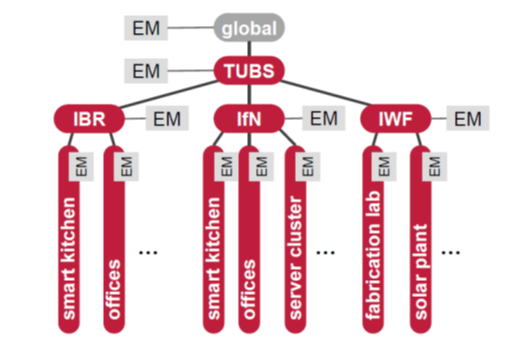 EM global
EM TUBS
IBR EM IfN EM IWF EM
EM EM EM EM EM EM EM
smart kitchen
offices
...
smart kitchen
offices
server cluster
...
fabrication lab
solar plant
...